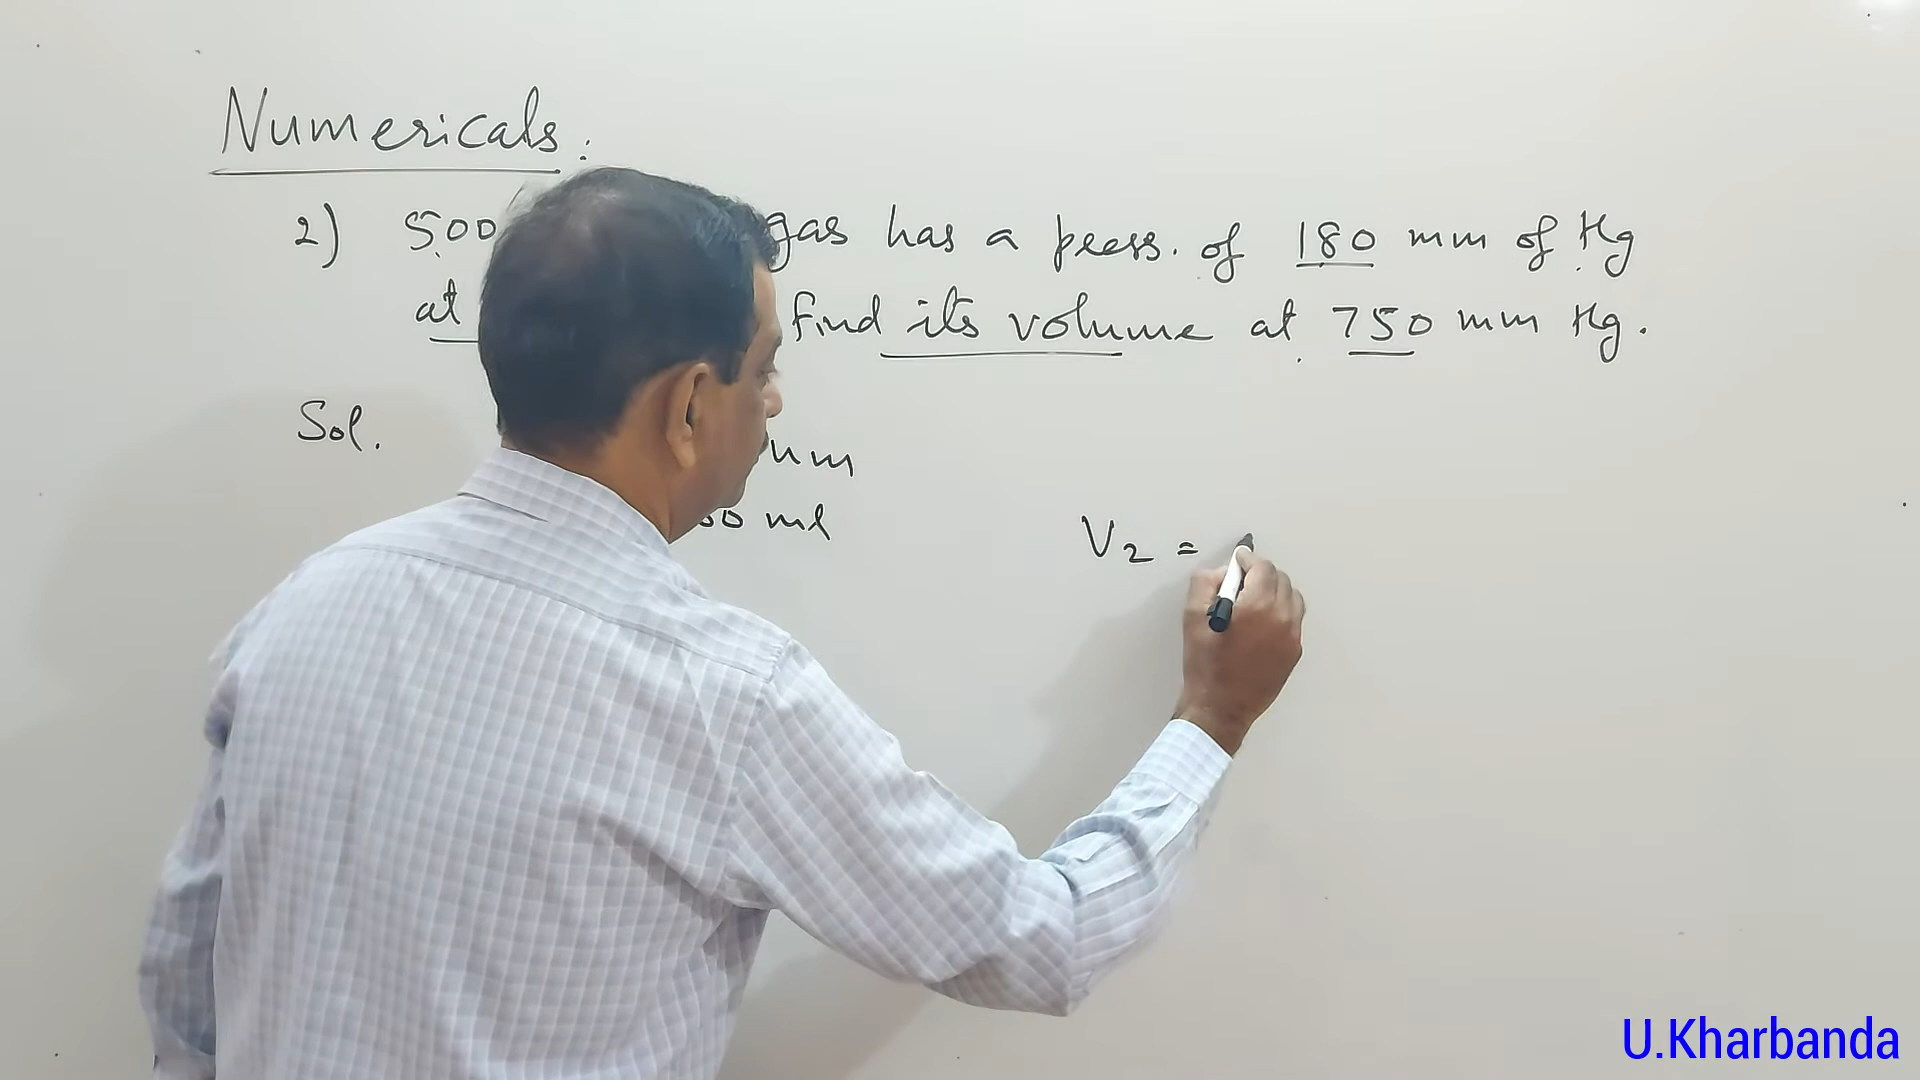 Numericals:
2) 500 gas has a press. of 180 mm of Hg
at find its volume at 750 mm Hg.
Sol. mm
00 ml V₂ =
U.Kharbanda